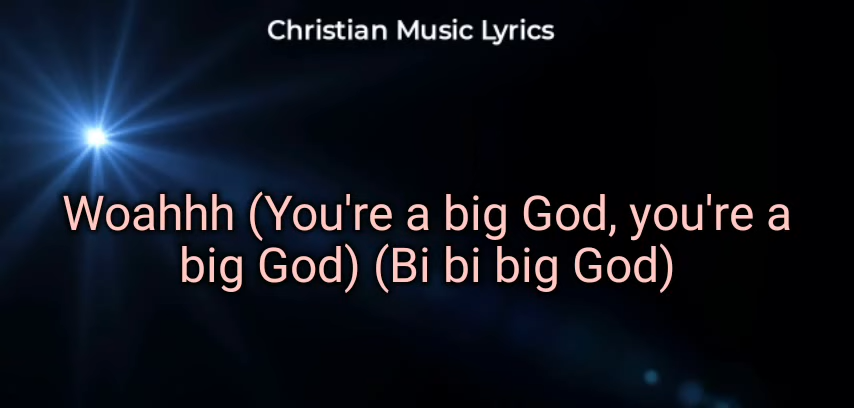 Christian Music Lyrics
Woahhh (You're a big God, you're a
big God) (Bi bi big God)